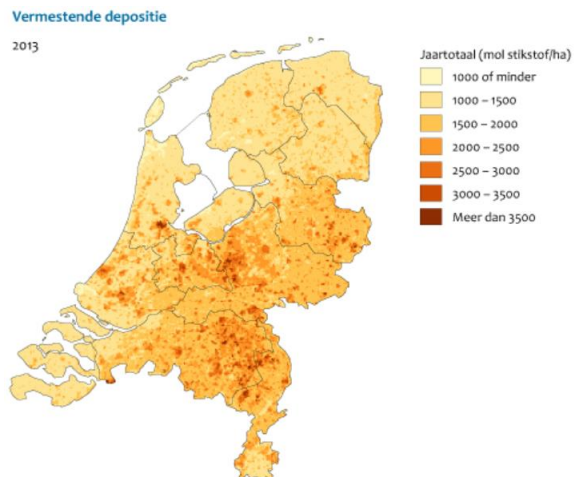 Vermestende depositie
2013
Jaartotaal (mol stikstof/ha)
1000 of minder
1000 – 1500
1500 – 2000
2000 – 2500
2500 – 3000
3000 – 3500
Meer dan 3500